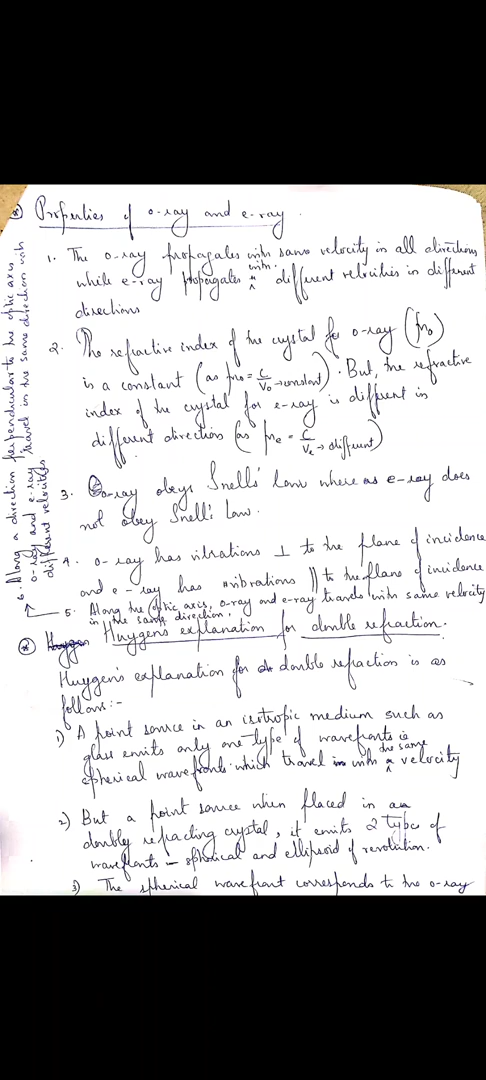 Properties of o-ray and e-ray.
1. The o-ray propagates with same velocity in all directions
while e-ray propagates with different velocities in different
directions
2. The refractive index of the crystal for o-ray (μo)
is a constant (as μo = C/Vo → constant). But, the refractive
index of the crystal for e-ray is different in
different direction (as μe = C/Ve → different)
3. o-ray obeys Snell's law where as e-ray does
not obey Snell's law.
4. o-ray has vibrations ⊥ to the plane of incidence
and e-ray has vibrations || to the plane of incidence
5. Along the optic axis, o-ray and e-ray travels with same velocity
in the same direction.
6. Along a direction perpendicular to the optic axis
o-ray and e-ray travel in the same direction with
different velocities
Huygens explanation for double refraction.
Huygen's explanation for double refraction is as
follows:-
1) A point source in an isotropic medium such as
glass emits only one type of wavefronts ie
spherical wavefronts which travel with the same velocity
2) But a point source when placed in a
doubly refracting crystal, it emits 2 types of
wavefronts - spherical and ellipsoid of revolution.
3) The spherical wavefront corresponds to the o-ray